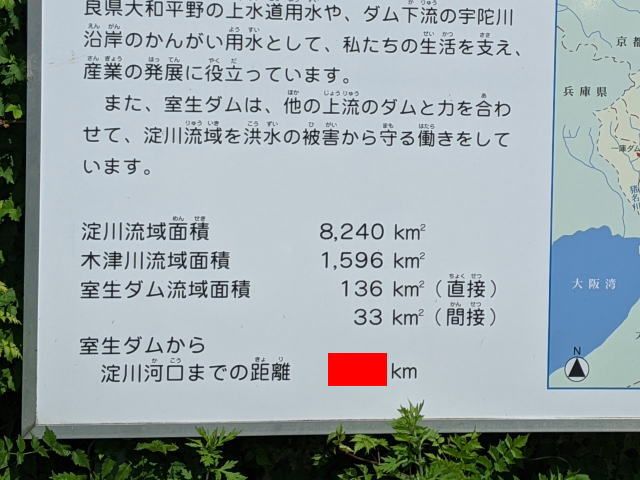 良県大和平野の上水道用水や、ダム下流の宇陀川
沿岸のかんがい用水として、私たちの生活を支え、
産業の発展に役立っています。
また、室生ダムは、他の上流のダムと力を合わ
せて、淀川流域を洪水の被害から守る働きをして
います。
淀川流域面積 8,240 km²
木津川流域面積 1,596 km²
室生ダム流域面積 136 km²（直接）
33 km²（間接）
室生ダムから
淀川河口までの距離 km
京都
兵庫県
一庫ダム
猪名川
大阪湾
N